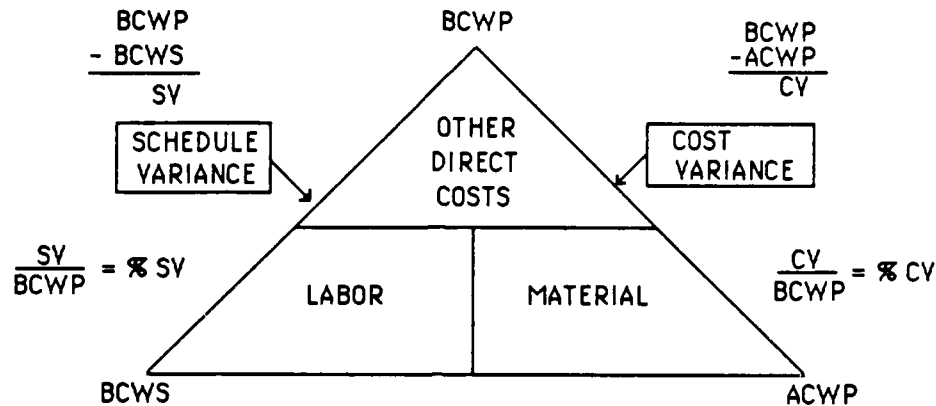 BCWP
- BCWS
SV
BCWP
BCWP
-ACWP
CV
SCHEDULE
VARIANCE
OTHER
DIRECT
COSTS
COST
VARIANCE
SV
BCWP
= % SV
LABOR
MATERIAL
CV
BCWP
= % CV
BCWS
ACWP